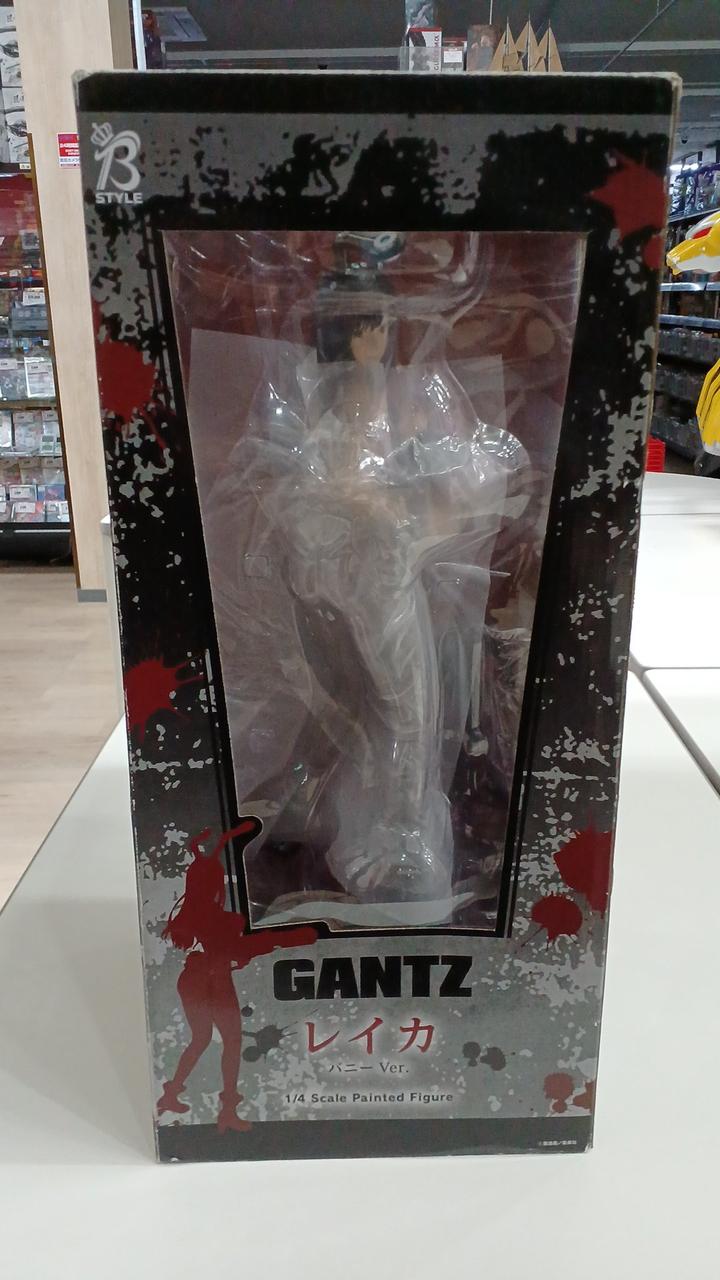 B
STYLE
GANTZ
レイカ
バニー Ver.
1/4 Scale Painted Figure